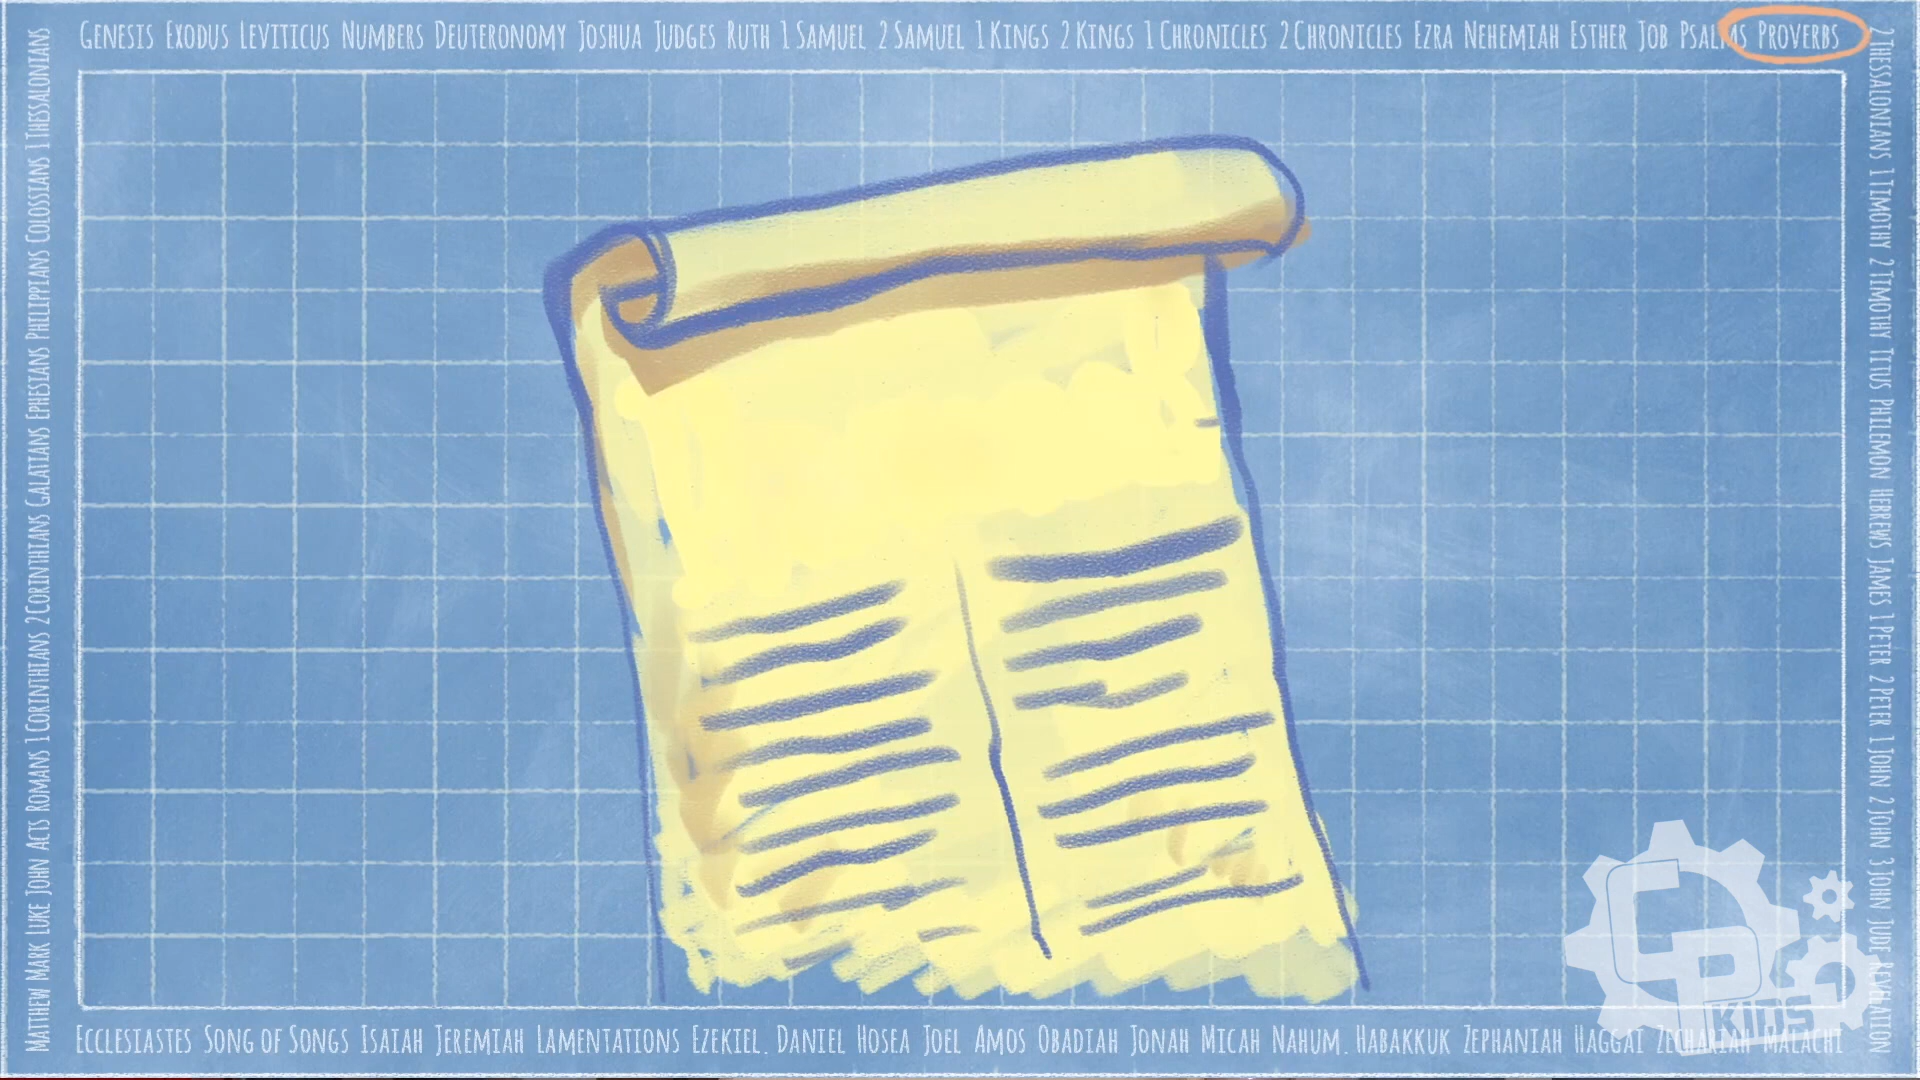 Genesis Exodus Leviticus Numbers Deuteronomy Joshua Judges Ruth 1 Samuel 2 Samuel 1 Kings 2 Kings 1 Chronicles 2 Chronicles Ezra Nehemiah Esther Job Psalms Proverbs
Ecclesiastes Song of Songs Isaiah Jeremiah Lamentations Ezekiel. Daniel Hosea Joel Amos Obadiah Jonah Micah Nahum. Habakkuk Zephaniah Haggai Zechariah Malachi
Matthew Mark Luke John Acts Romans 1 Corinthians 2 Corinthians Galatians Ephesians Philippians Colossians 1 Thessalonians
2 Thessalonians 1 Timothy 2 Timothy Titus Philemon Hebrews James 1 Peter 2 Peter 1 John 2 John 3 John Jude Revelation
KIDS